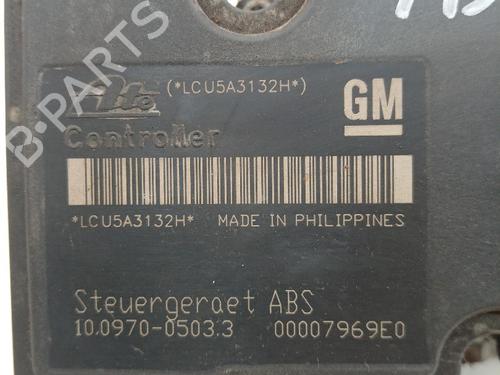 Ate (*LCU5A3132H*) GM
Controller
*LCU5A3132H* MADE IN PHILIPPINES
Steuergeraet ABS
10.0970-0503.3 00007969E0
B-PARTS